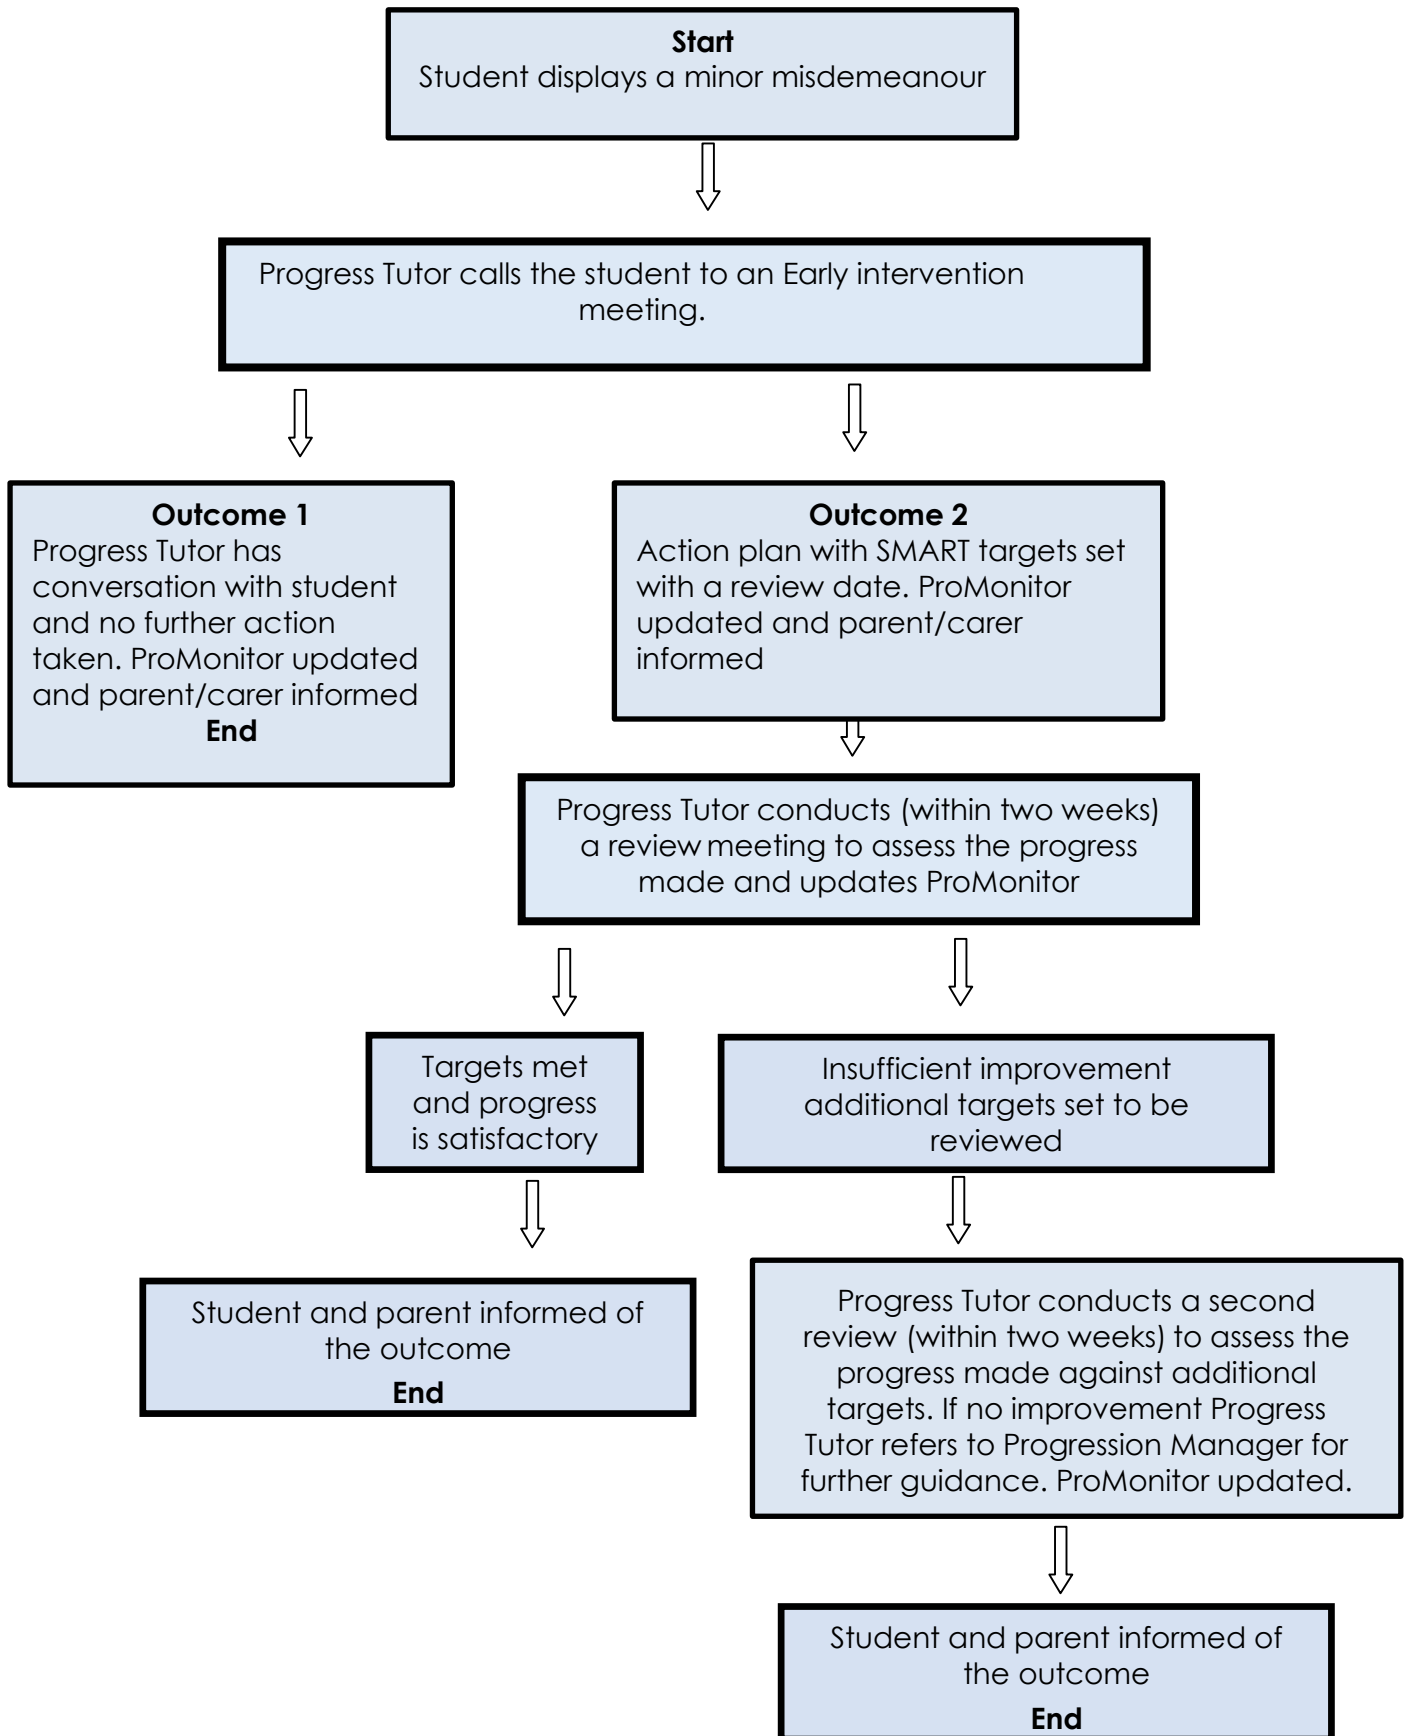 Start
Student displays a minor misdemeanour
Progress Tutor calls the student to an Early intervention
meeting.
Outcome 1
Progress Tutor has
conversation with student
and no further action
taken. ProMonitor updated
and parent/carer informed
End
Outcome 2
Action plan with SMART targets set
with a review date. ProMonitor
updated and parent/carer
informed
Progress Tutor conducts (within two weeks)
a review meeting to assess the progress
made and updates ProMonitor
Targets met
and progress
is satisfactory
Insufficient improvement
additional targets set to be
reviewed
Student and parent informed of
the outcome
End
Progress Tutor conducts a second
review (within two weeks) to assess the
progress made against additional
targets. If no improvement Progress
Tutor refers to Progression Manager for
further guidance. ProMonitor updated.
Student and parent informed of
the outcome
End